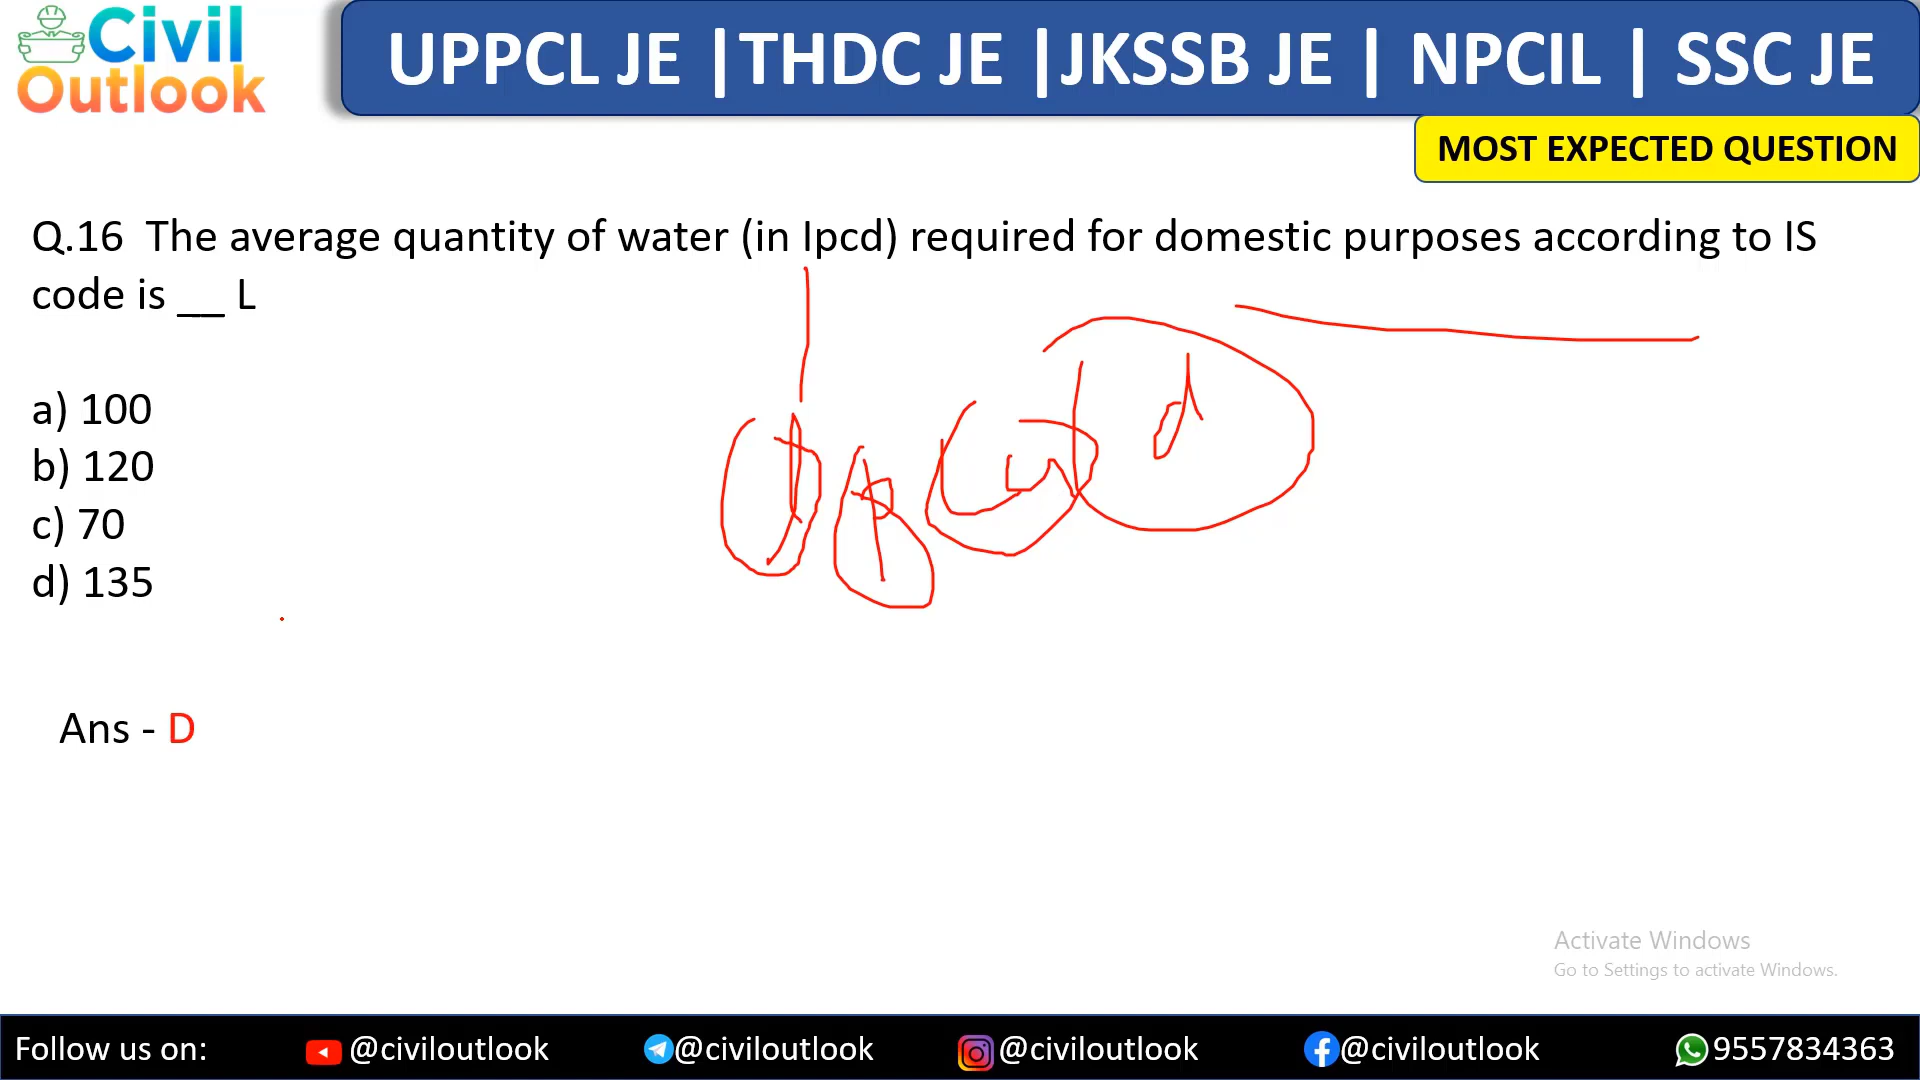 Civil
Outlook
UPPCL JE | THDC JE | JKSSB JE | NPCIL | SSC JE
MOST EXPECTED QUESTION
Q.16 The average quantity of water (in Ipcd) required for domestic purposes according to IS
code is __ L
a) 100
b) 120
c) 70
d) 135
Ans - D
Activate Windows
Go to Settings to activate Windows.
Follow us on: @civiloutlook @civiloutlook @civiloutlook @civiloutlook 9557834363